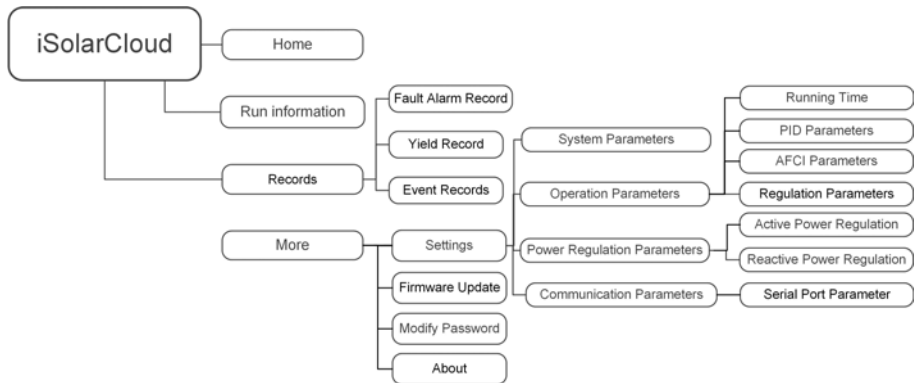 iSolarCloud
Home
Run information
Records
Fault Alarm Record
Yield Record
Event Records
More
Settings
System Parameters
Operation Parameters
Running Time
PID Parameters
AFCI Parameters
Regulation Parameters
Power Regulation Parameters
Active Power Regulation
Reactive Power Regulation
Communication Parameters
Serial Port Parameter
Firmware Update
Modify Password
About